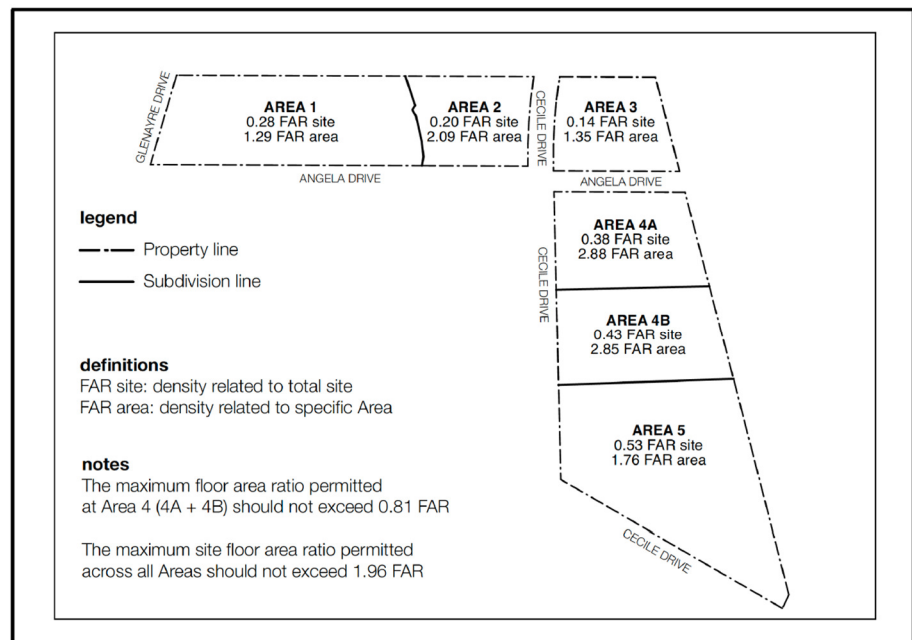 GLENAYRE DRIVE
AREA 1
0.28 FAR site
1.29 FAR area
AREA 2
0.20 FAR site
2.09 FAR area
CECILE DRIVE
AREA 3
0.14 FAR site
1.35 FAR area
ANGELA DRIVE
ANGELA DRIVE
legend
Property line
Subdivision line
AREA 4A
0.38 FAR site
2.88 FAR area
CECILE DRIVE
AREA 4B
0.43 FAR site
2.85 FAR area
definitions
FAR site: density related to total site
FAR area: density related to specific Area
AREA 5
0.53 FAR site
1.76 FAR area
notes
The maximum floor area ratio permitted
at Area 4 (4A + 4B) should not exceed 0.81 FAR
The maximum site floor area ratio permitted
across all Areas should not exceed 1.96 FAR
CECILE DRIVE